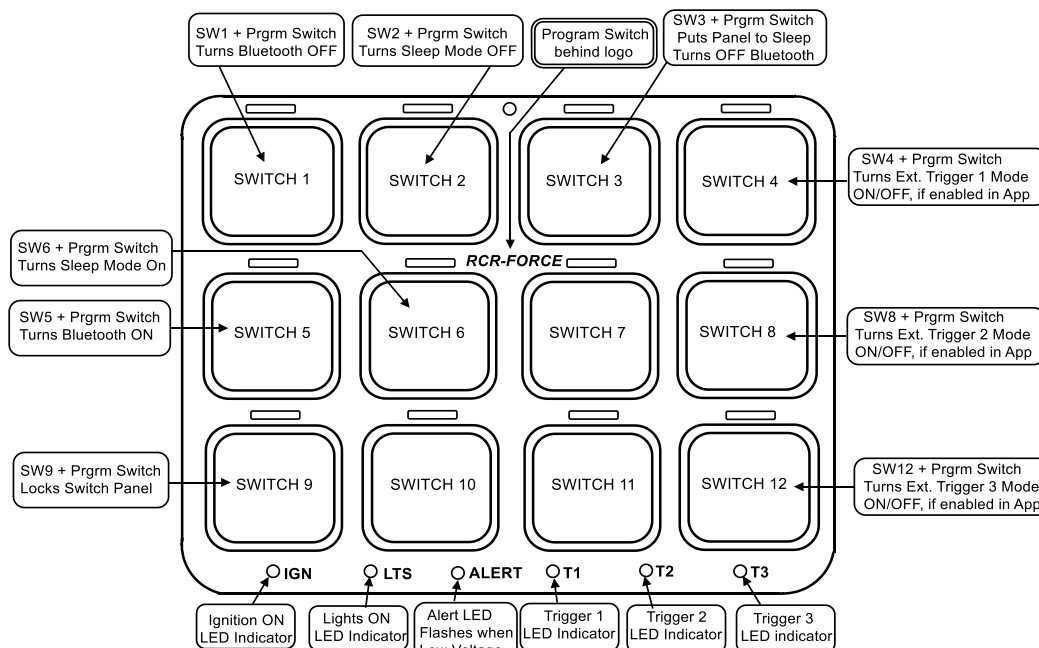 SW1 + Prgrm Switch
Turns Bluetooth OFF
SW2 + Prgrm Switch
Turns Sleep Mode OFF
Program Switch
behind logo
SW3 + Prgrm Switch
Puts Panel to Sleep
Turns OFF Bluetooth
SWITCH 1
SWITCH 2
SWITCH 3
SWITCH 4
SW4 + Prgrm Switch
Turns Ext. Trigger 1 Mode
ON/OFF, if enabled in App
SW6 + Prgrm Switch
Turns Sleep Mode On
RCR-FORCE
SW5 + Prgrm Switch
Turns Bluetooth ON
SWITCH 5
SWITCH 6
SWITCH 7
SWITCH 8
SW8 + Prgrm Switch
Turns Ext. Trigger 2 Mode
ON/OFF, if enabled in App
SW9 + Prgrm Switch
Locks Switch Panel
SWITCH 9
SWITCH 10
SWITCH 11
SWITCH 12
SW12 + Prgrm Switch
Turns Ext. Trigger 3 Mode
ON/OFF, if enabled in App
IGN
LTS
ALERT
T1
T2
T3
Ignition ON
LED Indicator
Lights ON
LED Indicator
Alert LED
Flashes when
Low Voltage
Trigger 1
LED Indicator
Trigger 2
LED Indicator
Trigger 3
LED indicator